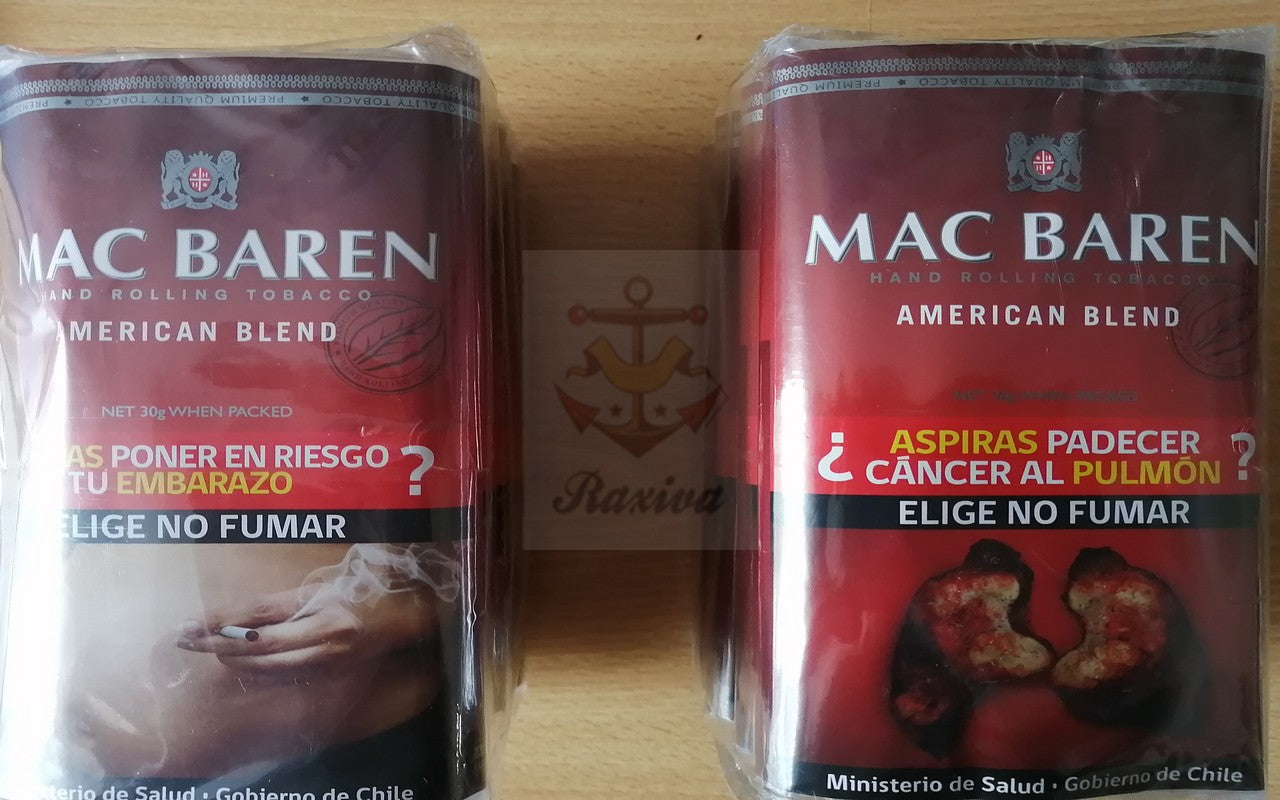 PREMIUM QUALITY TOBACCO
MAC BAREN
HAND ROLLING TOBACCO
AMERICAN BLEND
NET 30g WHEN PACKED
AS PONER EN RIESGO
TU EMBARAZO ?
ELIGE NO FUMAR
Ministerio de Salud · Gobierno de Chile
QUALITY TOBACCO
MAC BAREN
HAND ROLLING TOBACCO
AMERICAN BLEND
¿ ASPIRAS PADECER
CÁNCER AL PULMÓN ?
ELIGE NO FUMAR
Ministerio de Salud · Gobierno de Chile
Raxiva